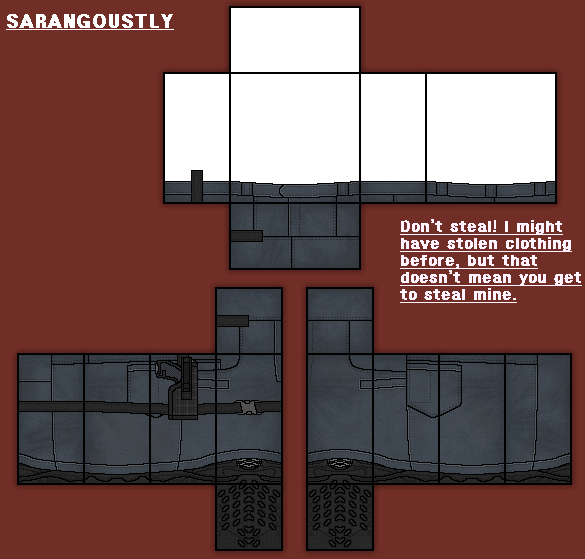 SARANGOUSTLY
Don't steal! I might
have stolen clothing
before, but that
doesn't mean you get
to steal mine.